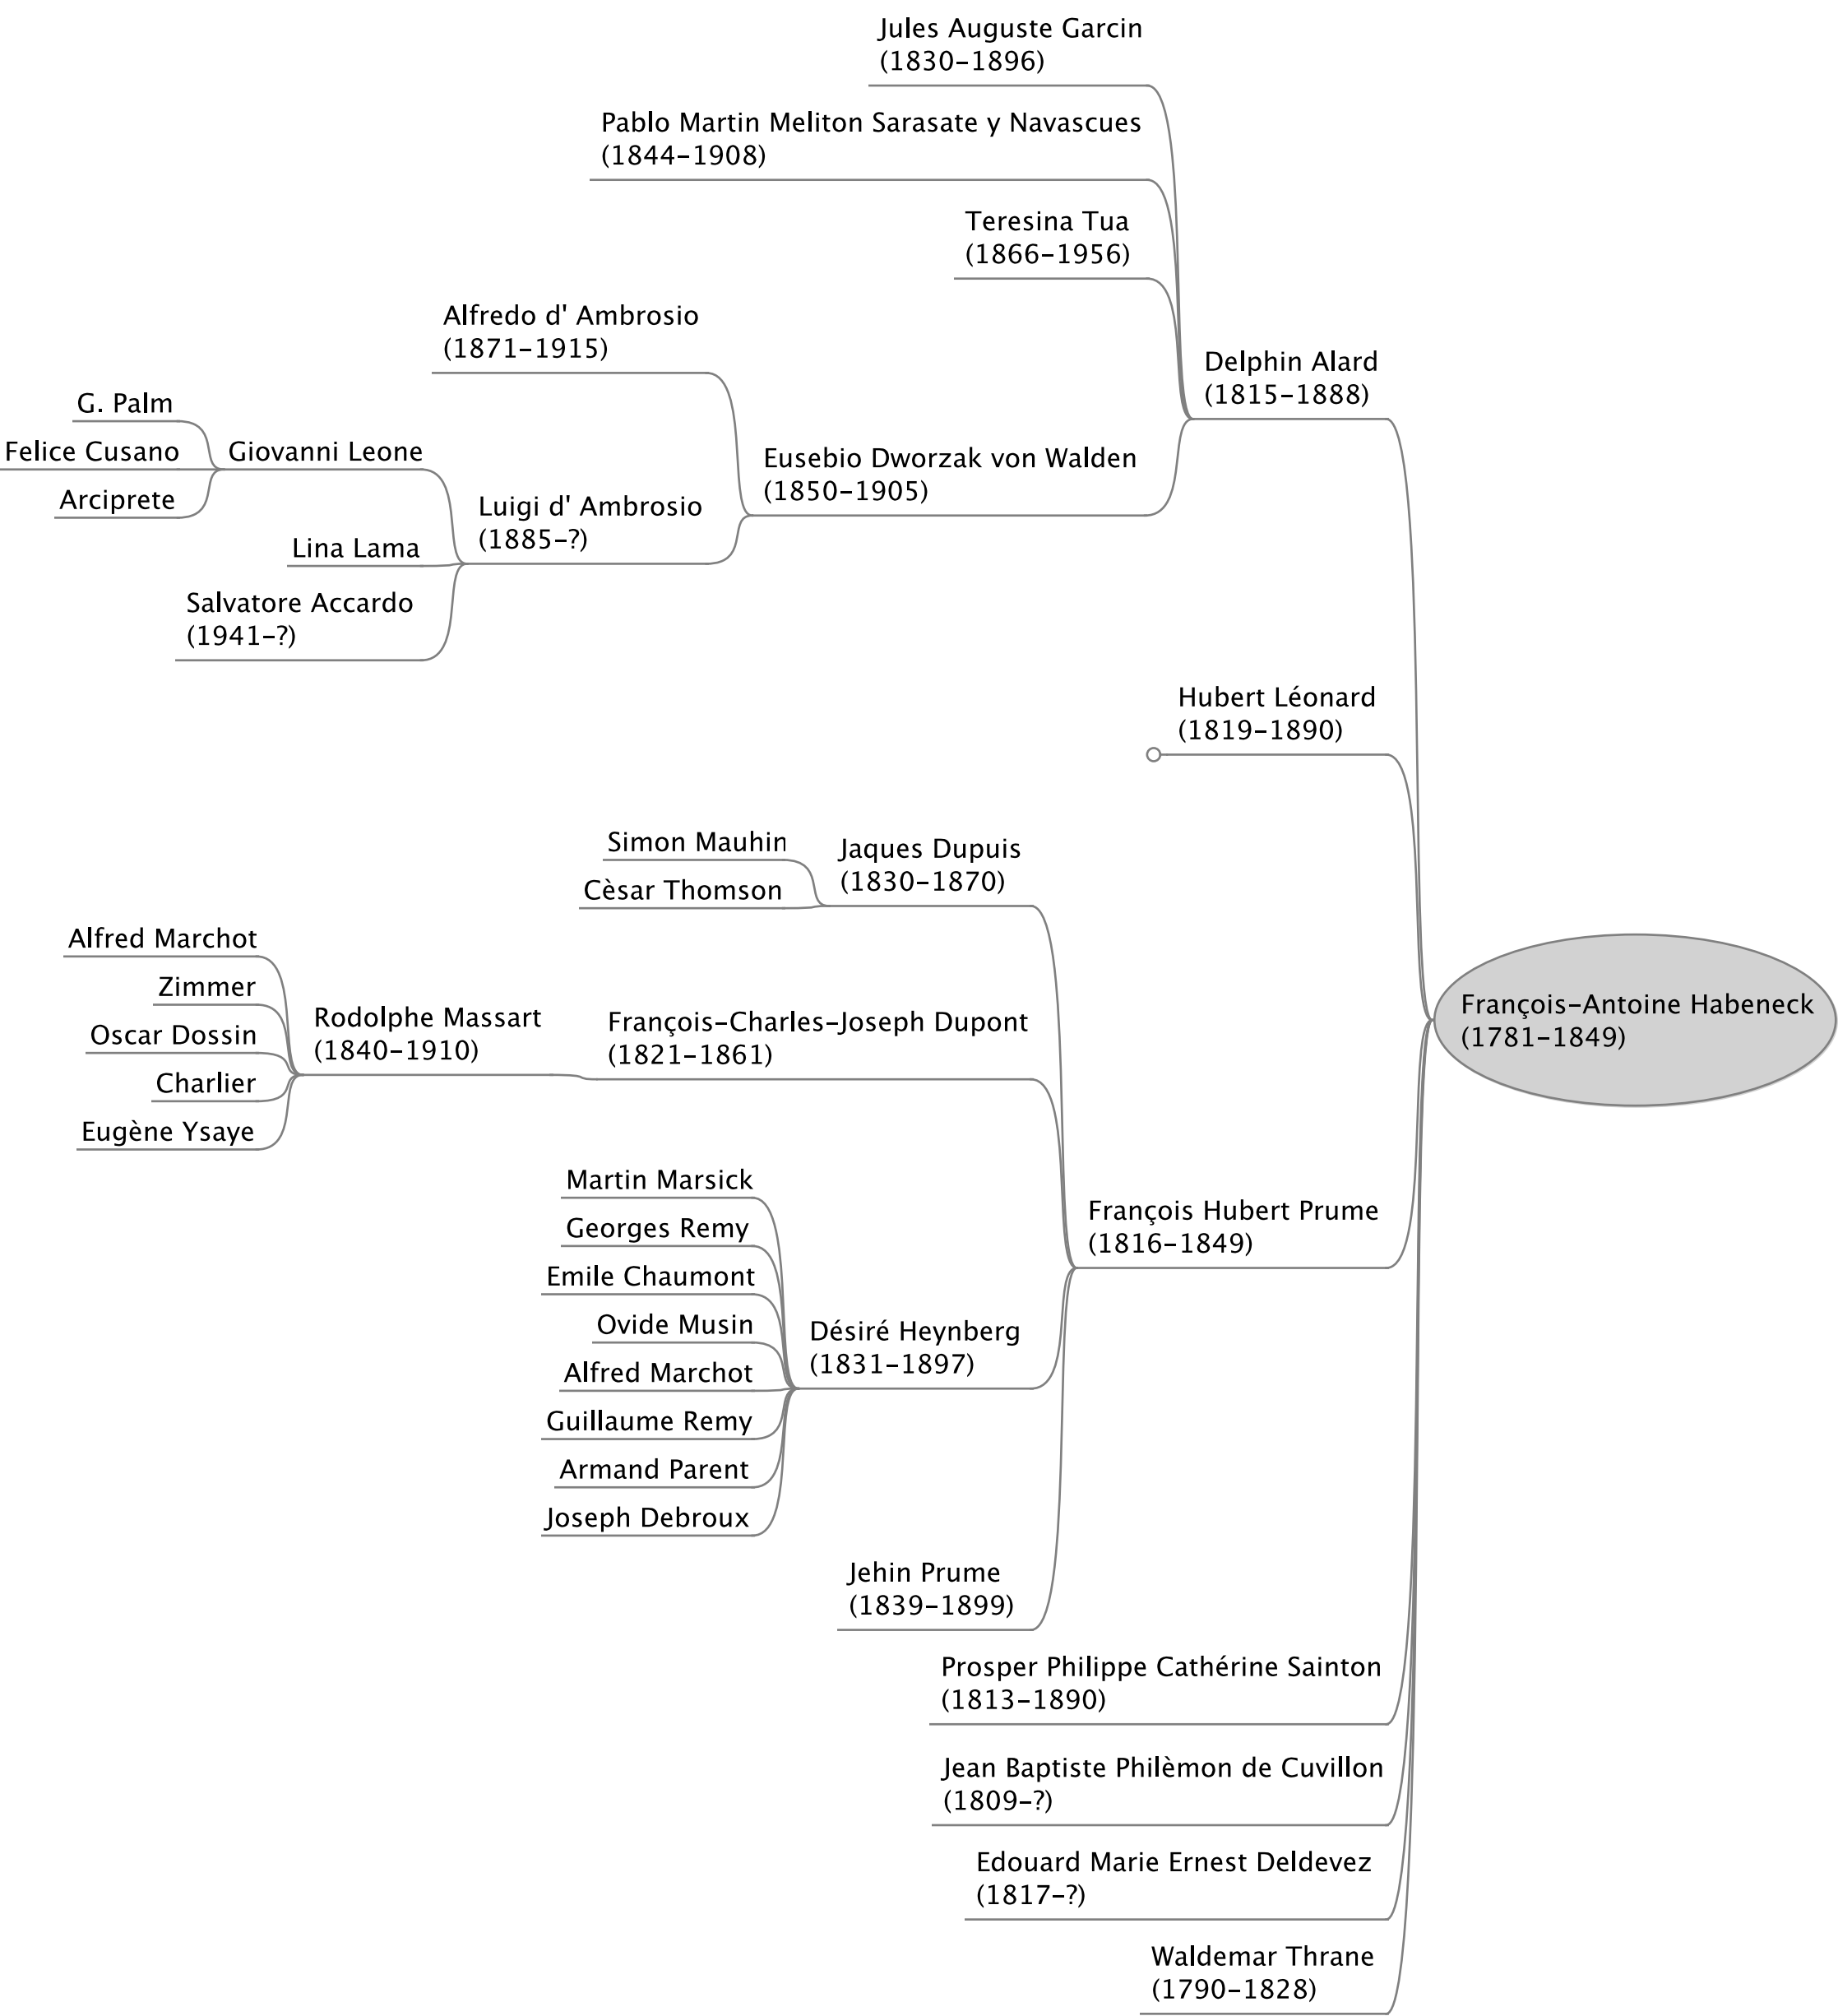 Jules Auguste Garcin
(1830-1896)
Pablo Martin Meliton Sarasate y Navascues
(1844-1908)
Teresina Tua
(1866-1956)
Alfredo d' Ambrosio
(1871-1915)
Delphin Alard
(1815-1888)
G. Palm
Felice Cusano
Arciprete
Giovanni Leone
Eusebio Dworzak von Walden
(1850-1905)
Luigi d' Ambrosio
(1885-?)
Lina Lama
Salvatore Accardo
(1941-?)
Hubert Léonard
(1819-1890)
Simon Mauhin
Cèsar Thomson
Jaques Dupuis
(1830-1870)
Alfred Marchot
Zimmer
Oscar Dossin
Charlier
Eugène Ysaye
Rodolphe Massart
(1840-1910)
François-Charles-Joseph Dupont
(1821-1861)
François-Antoine Habeneck
(1781-1849)
Martin Marsick
Georges Remy
Emile Chaumont
Ovide Musin
Alfred Marchot
Guillaume Remy
Armand Parent
Joseph Debroux
Désiré Heynberg
(1831-1897)
François Hubert Prume
(1816-1849)
Jehin Prume
(1839-1899)
Prosper Philippe Cathérine Sainton
(1813-1890)
Jean Baptiste Philèmon de Cuvillon
(1809-?)
Edouard Marie Ernest Deldevez
(1817-?)
Waldemar Thrane
(1790-1828)